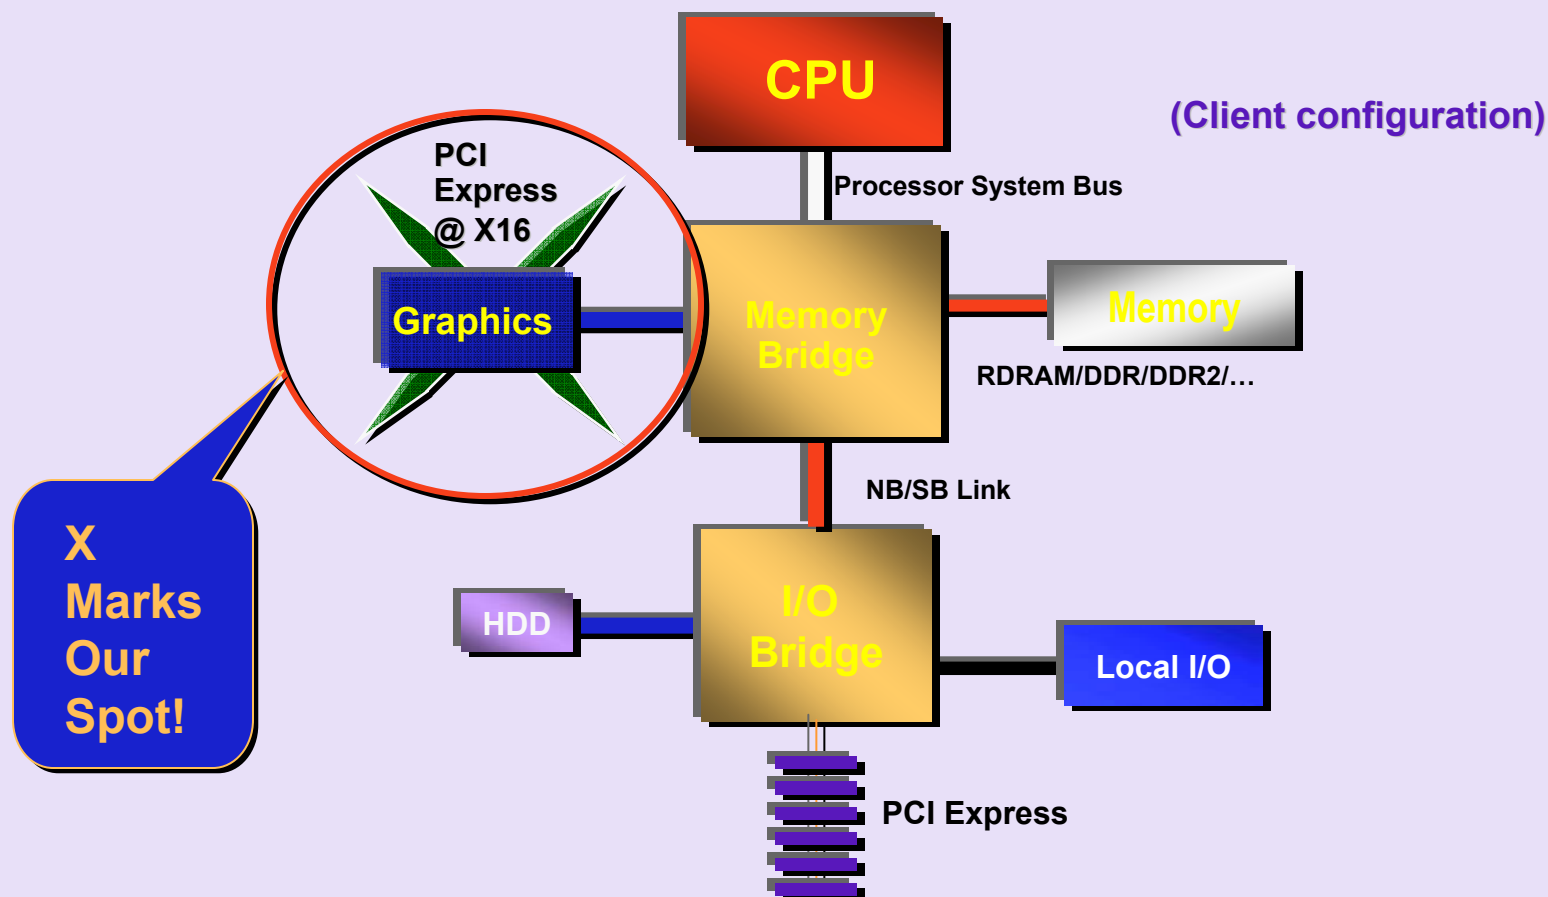 CPU
(Client configuration)
PCI
Express
@ X16
Processor System Bus
Graphics
Memory
Bridge
Memory
RDRAM/DDR/DDR2/…
NB/SB Link
X
Marks
Our
Spot!
HDD
I/O
Bridge
Local I/O
PCI Express